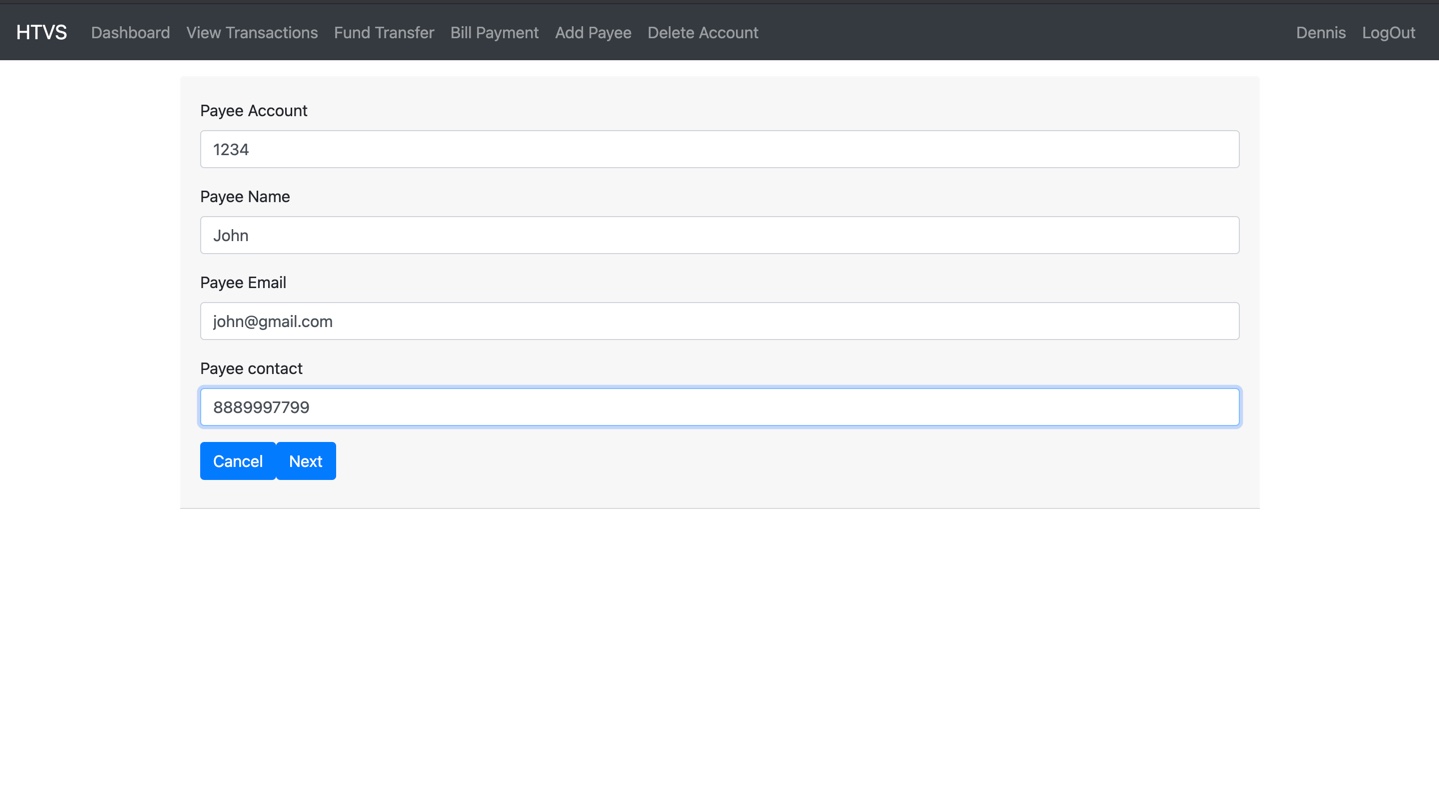 HTVS Dashboard View Transactions Fund Transfer Bill Payment Add Payee Delete Account Dennis LogOut
Payee Account
1234
Payee Name
John
Payee Email
john@gmail.com
Payee contact
8889997799
Cancel Next